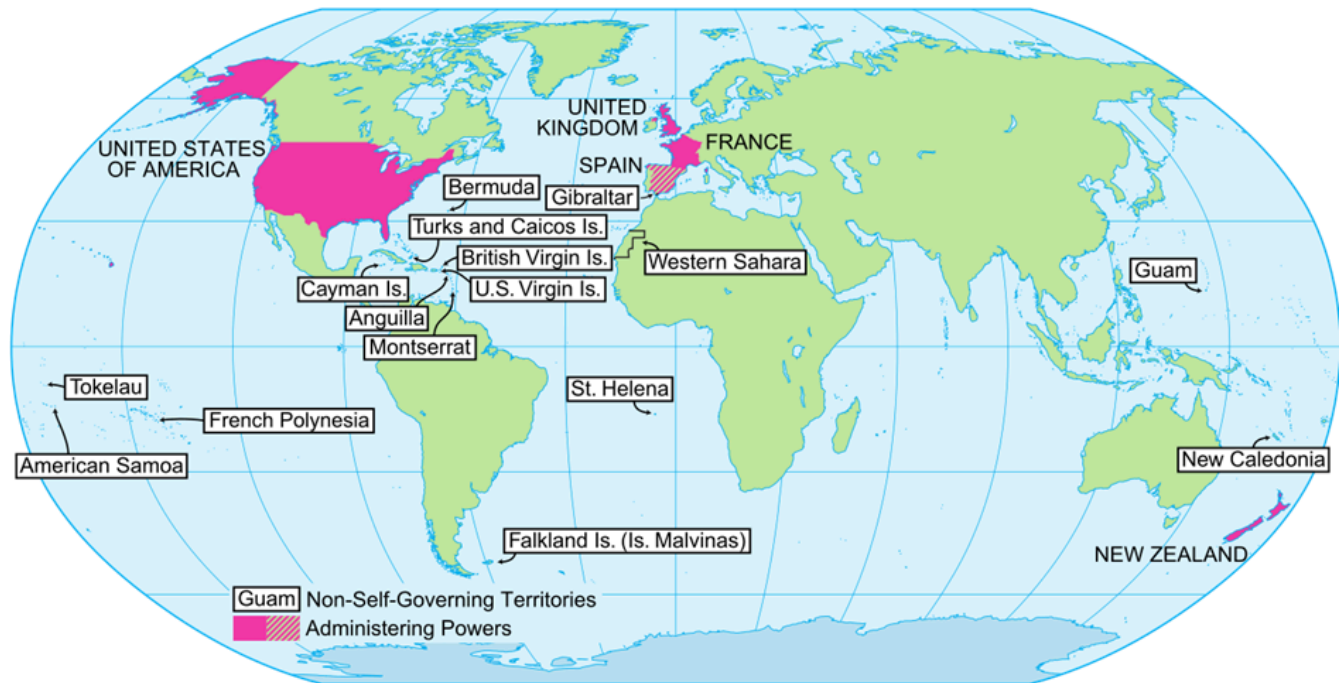 UNITED
KINGDOM
FRANCE
UNITED STATES
OF AMERICA
SPAIN
Bermuda
Gibraltar
Turks and Caicos Is.
British Virgin Is.
Western Sahara
Guam
Cayman Is.
U.S. Virgin Is.
Anguilla
Montserrat
Tokelau
St. Helena
French Polynesia
American Samoa
New Caledonia
Falkland Is. (Is. Malvinas)
NEW ZEALAND
Guam Non-Self-Governing Territories
Administering Powers